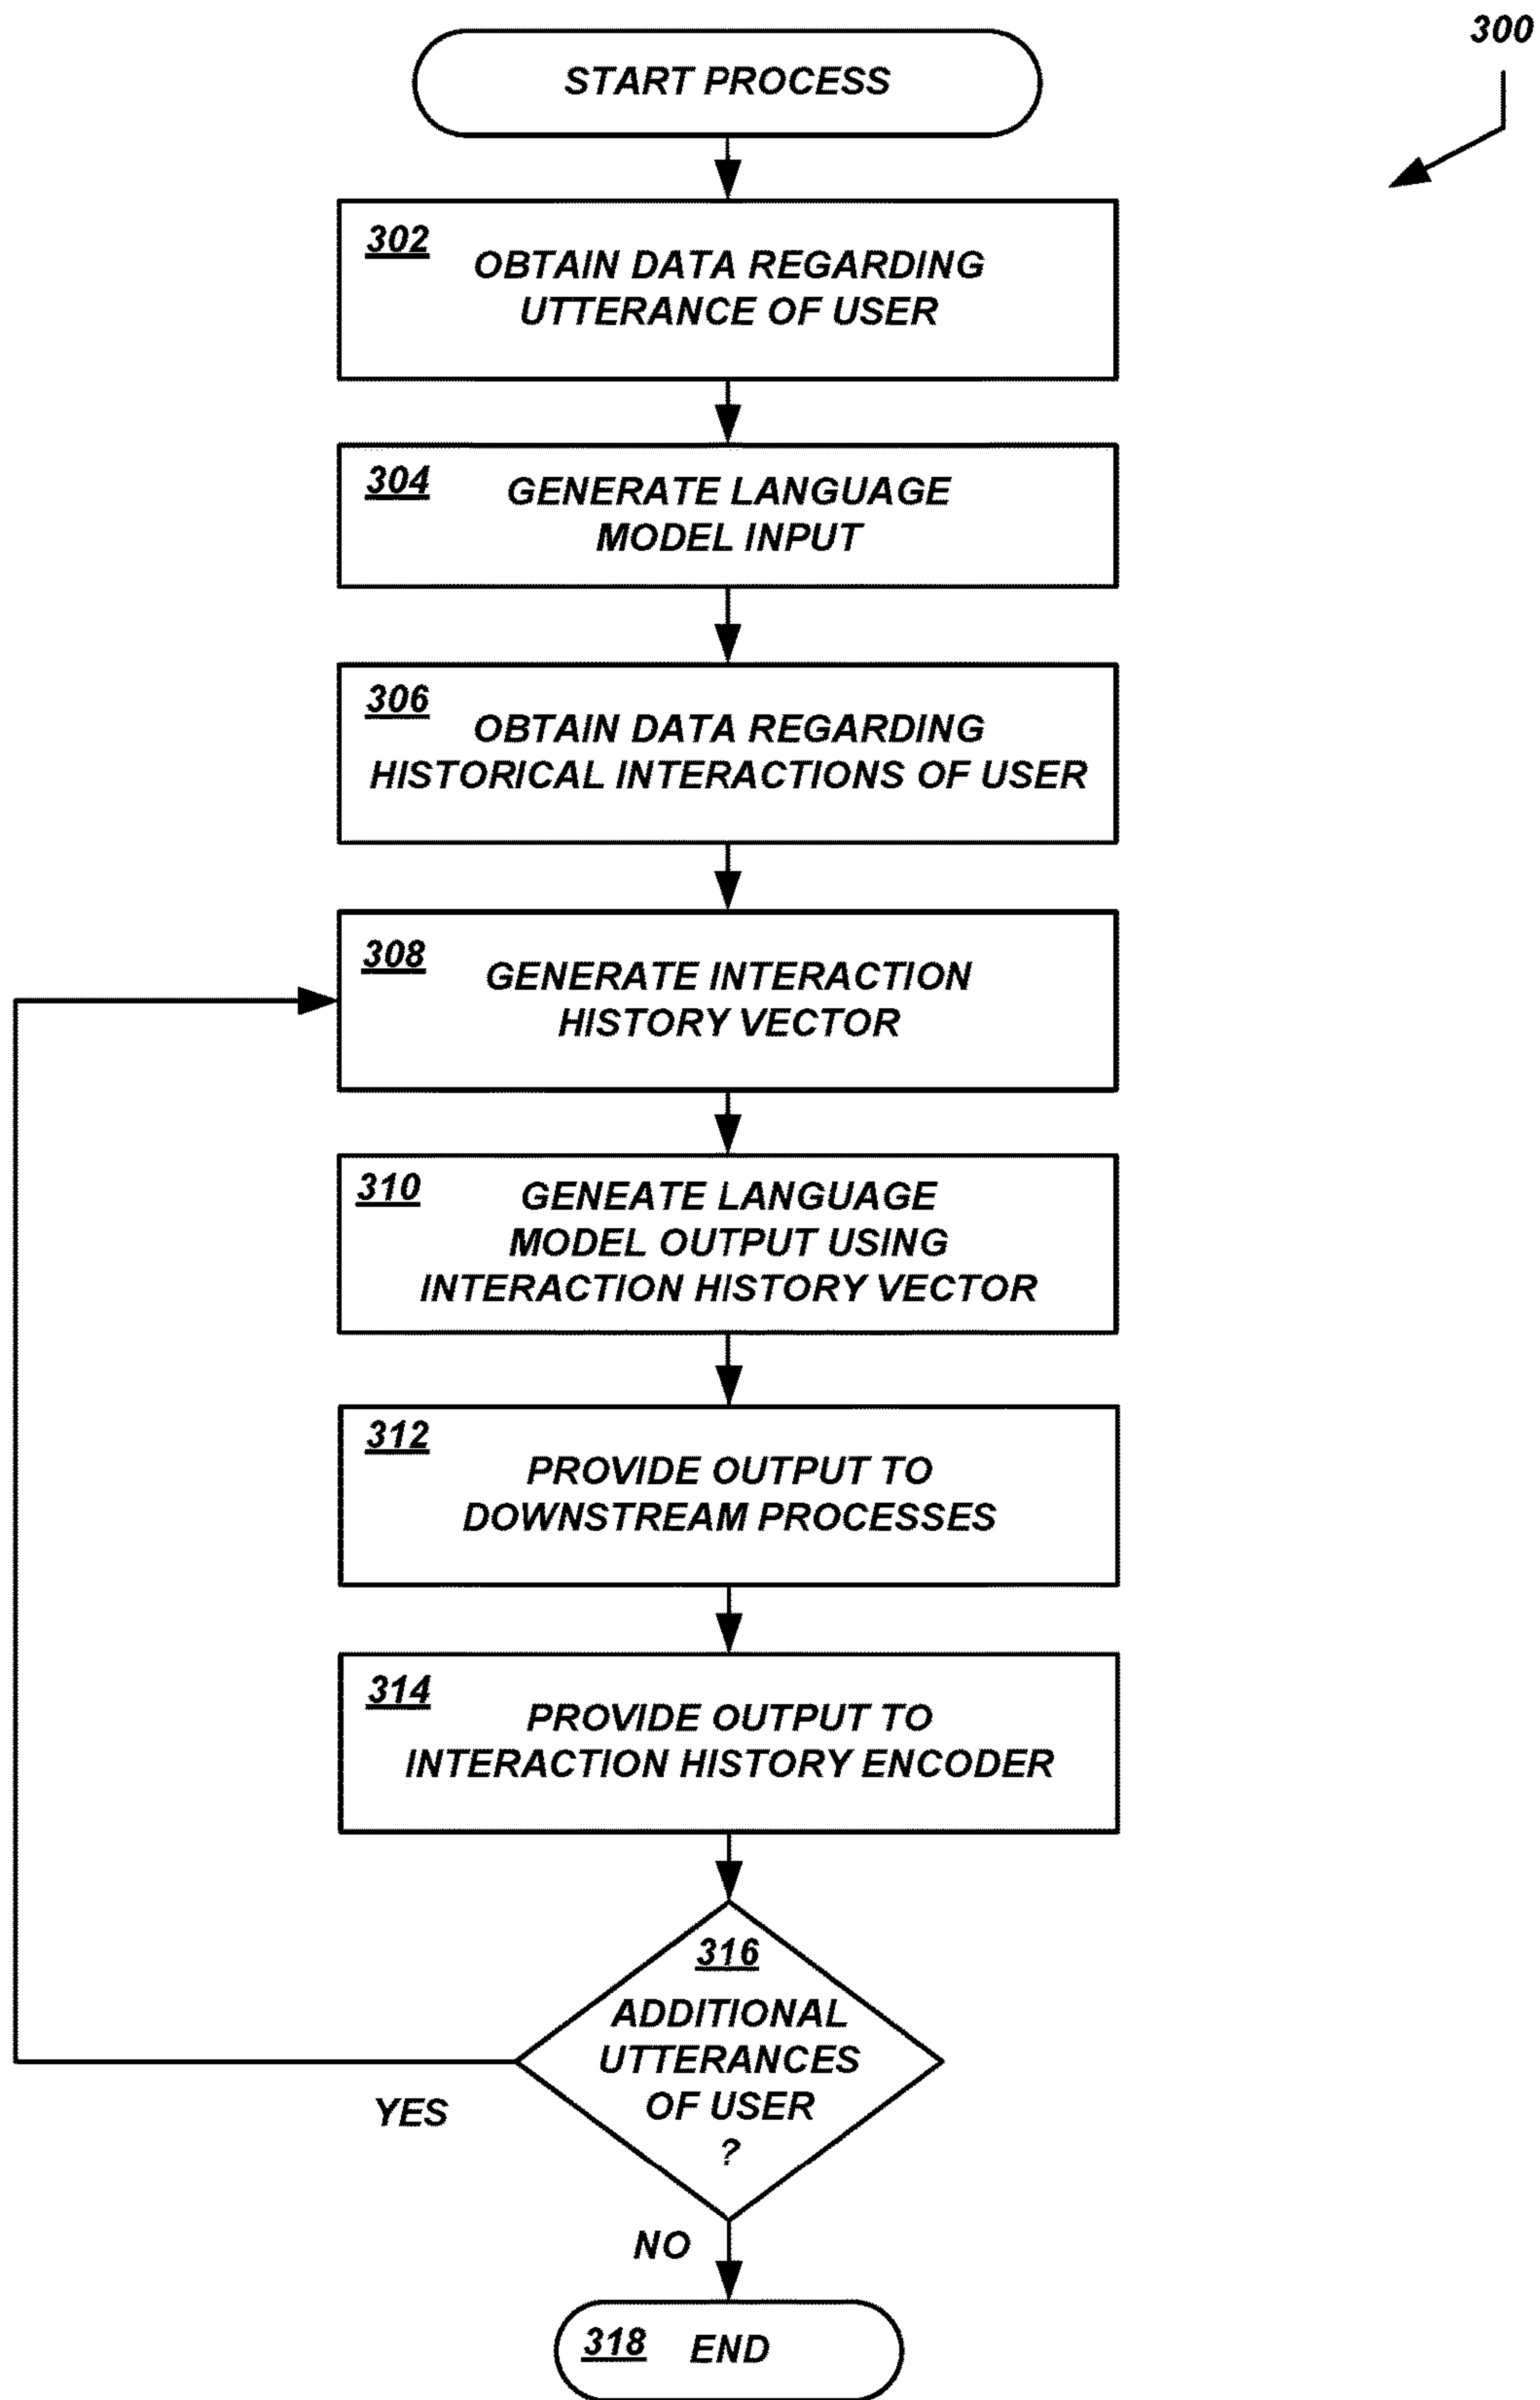 300
START PROCESS
302
OBTAIN DATA REGARDING
UTTERANCE OF USER
304
GENERATE LANGUAGE
MODEL INPUT
306
OBTAIN DATA REGARDING
HISTORICAL INTERACTIONS OF USER
308
GENERATE INTERACTION
HISTORY VECTOR
310
GENEATE LANGUAGE
MODEL OUTPUT USING
INTERACTION HISTORY VECTOR
312
PROVIDE OUTPUT TO
DOWNSTREAM PROCESSES
314
PROVIDE OUTPUT TO
INTERACTION HISTORY ENCODER
316
ADDITIONAL
UTTERANCES
OF USER
?
YES
NO
318 END